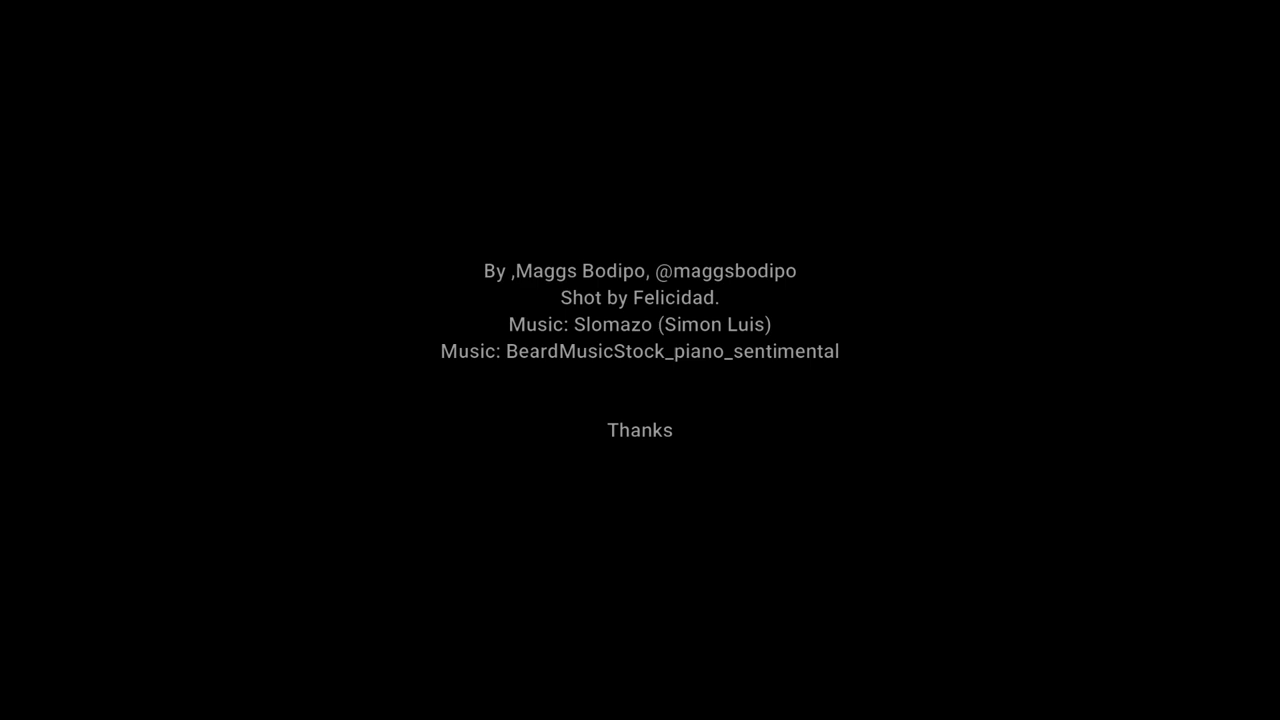 By ,Maggs Bodipo, @maggsbodipo
Shot by Felicidad.
Music: Slomazo (Simon Luis)
Music: BeardMusicStock_piano_sentimental
Thanks